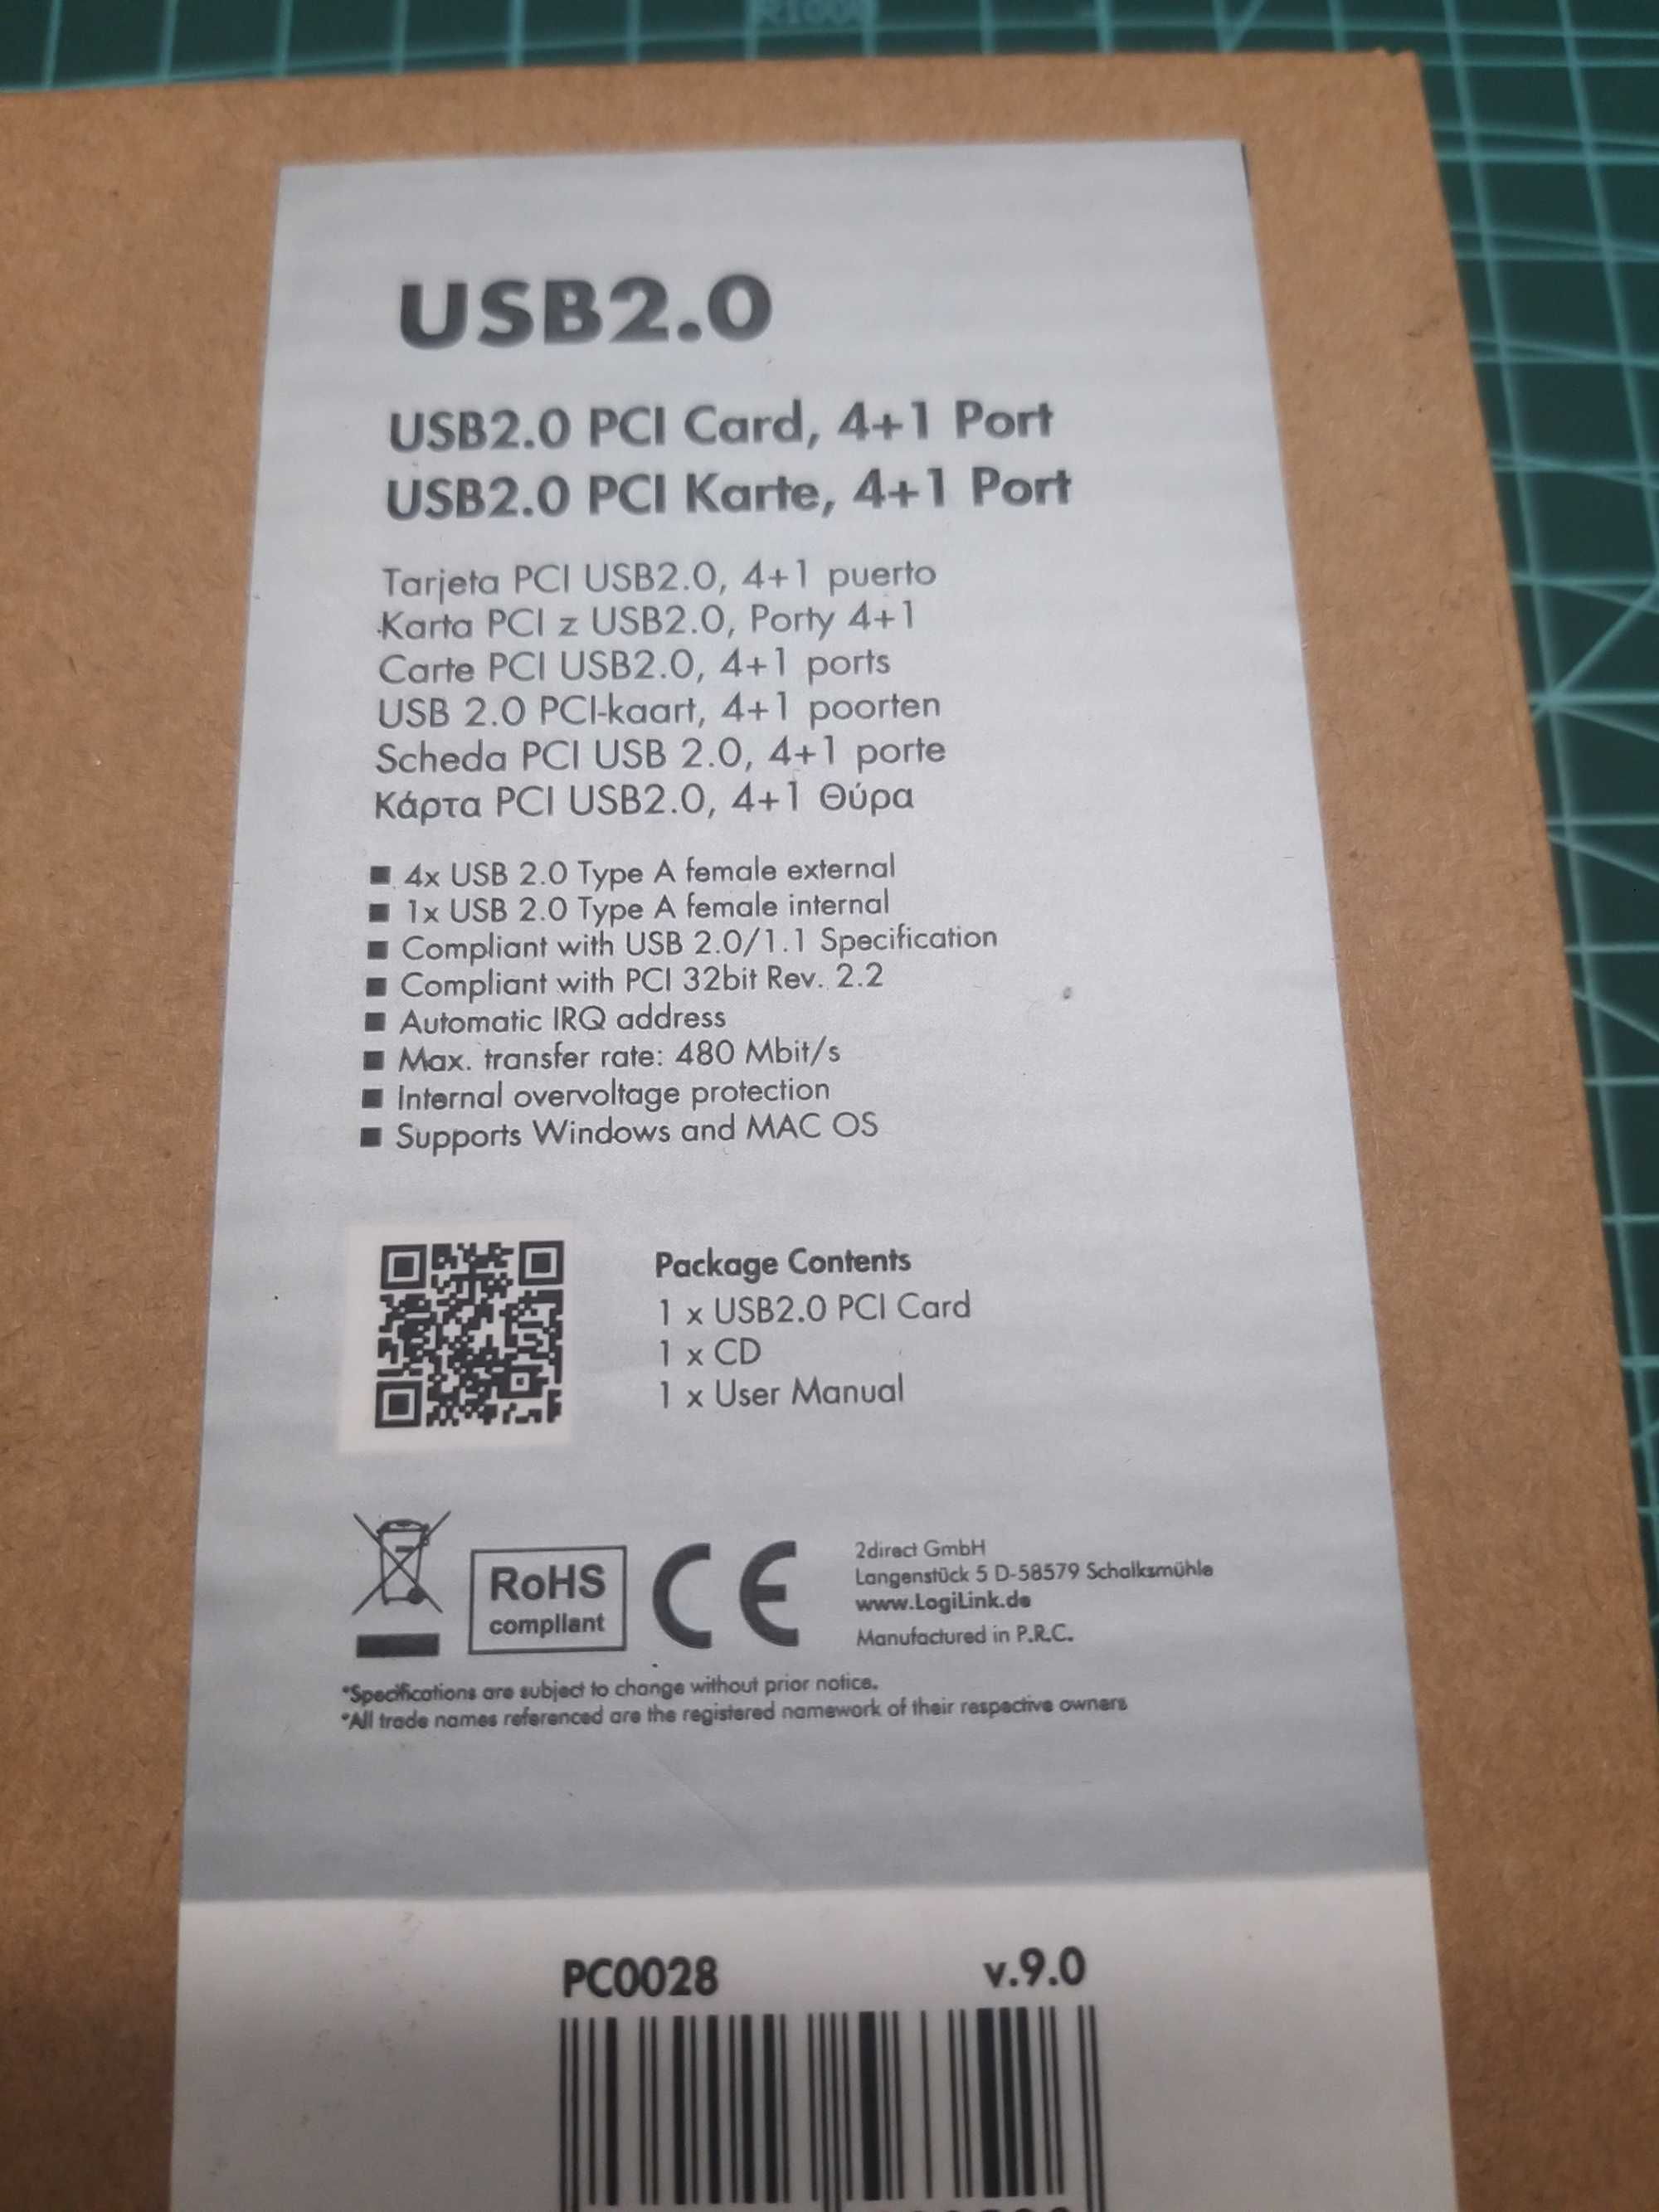 USB2.0
USB2.0 PCI Card, 4+1 Port
USB2.0 PCI Karte, 4+1 Port
Tarjeta PCI USB2.0, 4+1 puerto
Karta PCI z USB2.0, Porty 4+1
Carte PCI USB2.0, 4+1 ports
USB 2.0 PCI-kaart, 4+1 poorten
Scheda PCI USB 2.0, 4+1 porte
Κάρτα PCI USB2.0, 4+1 Θύρα
■ 4x USB 2.0 Type A female external
■ 1x USB 2.0 Type A female internal
■ Compliant with USB 2.0/1.1 Specification
■ Compliant with PCI 32bit Rev. 2.2
■ Automatic IRQ address
■ Max. transfer rate: 480 Mbit/s
■ Internal overvoltage protection
■ Supports Windows and MAC OS
Package Contents
1 x USB2.0 PCI Card
1 x CD
1 x User Manual
RoHS
compliant
CE
2direct GmbH
Langenstück 5 D-58579 Schalksmühle
www.LogiLink.de
Manufactured in P.R.C.
*Specifications are subject to change without prior notice.
*All trade names referenced are the registered namework of their respective owners
PC0028 v.9.0